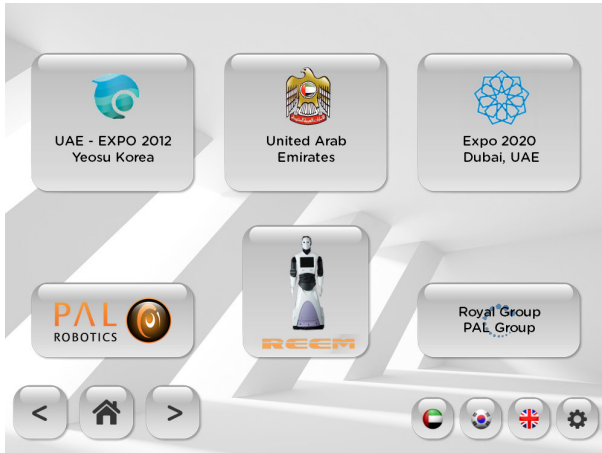 UAE - EXPO 2012
Yeosu Korea
United Arab
Emirates
Expo 2020
Dubai, UAE
PAL
ROBOTICS
REEM
Royal Group
PAL Group